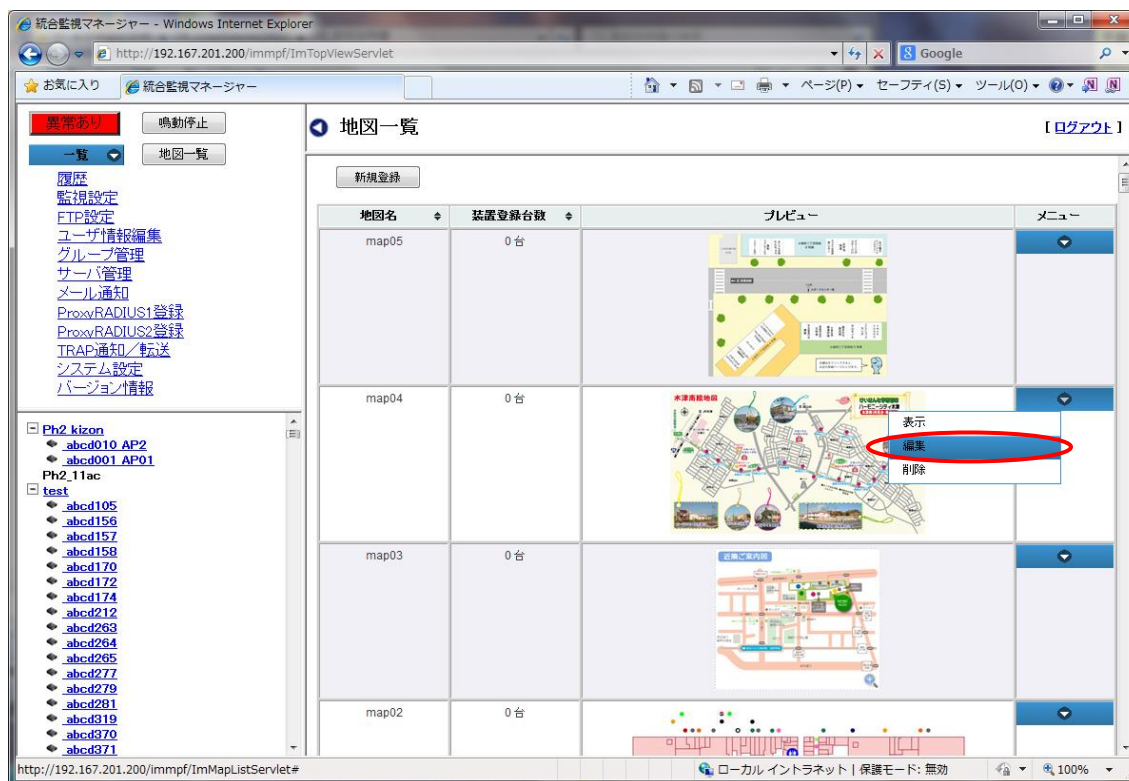 統合監視マネージャー - Windows Internet Explorer
http://192.167.201.200/immpf/ImTopViewServlet
Google
お気に入り
統合監視マネージャー
ページ(P)
セーフティ(S)
ツール(O)
異常あり
鳴動停止
一覧
地図一覧
履歴
監視設定
FTP設定
ユーザ情報編集
グループ管理
サーバ管理
メール通知
ProxyRADIUS1登録
ProxyRADIUS2登録
TRAP通知／転送
システム設定
バージョン情報
Ph2 kizon
abcd010 AP2
abcd001 AP01
Ph2_11ac
test
abcd105
abcd156
abcd157
abcd158
abcd170
abcd172
abcd174
abcd212
abcd263
abcd264
abcd265
abcd277
abcd279
abcd281
abcd319
abcd370
abcd371
地図一覧
[ ログアウト ]
新規登録
地図名 装置登録台数 プレビュー メニュー
map05 0 台
map04 0 台
木津南館地図
表示
編集
削除
map03 0 台
近隣ご案内図
map02 0 台
http://192.167.201.200/immpf/ImMapListServlet#
ローカル イントラネット | 保護モード: 無効
100%